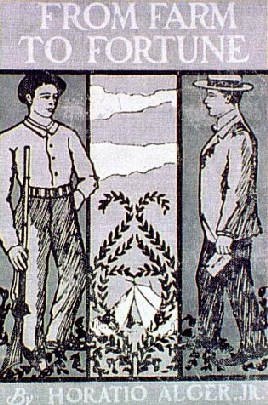 FROM FARM
TO FORTUNE
By HORATIO ALGER, JR.